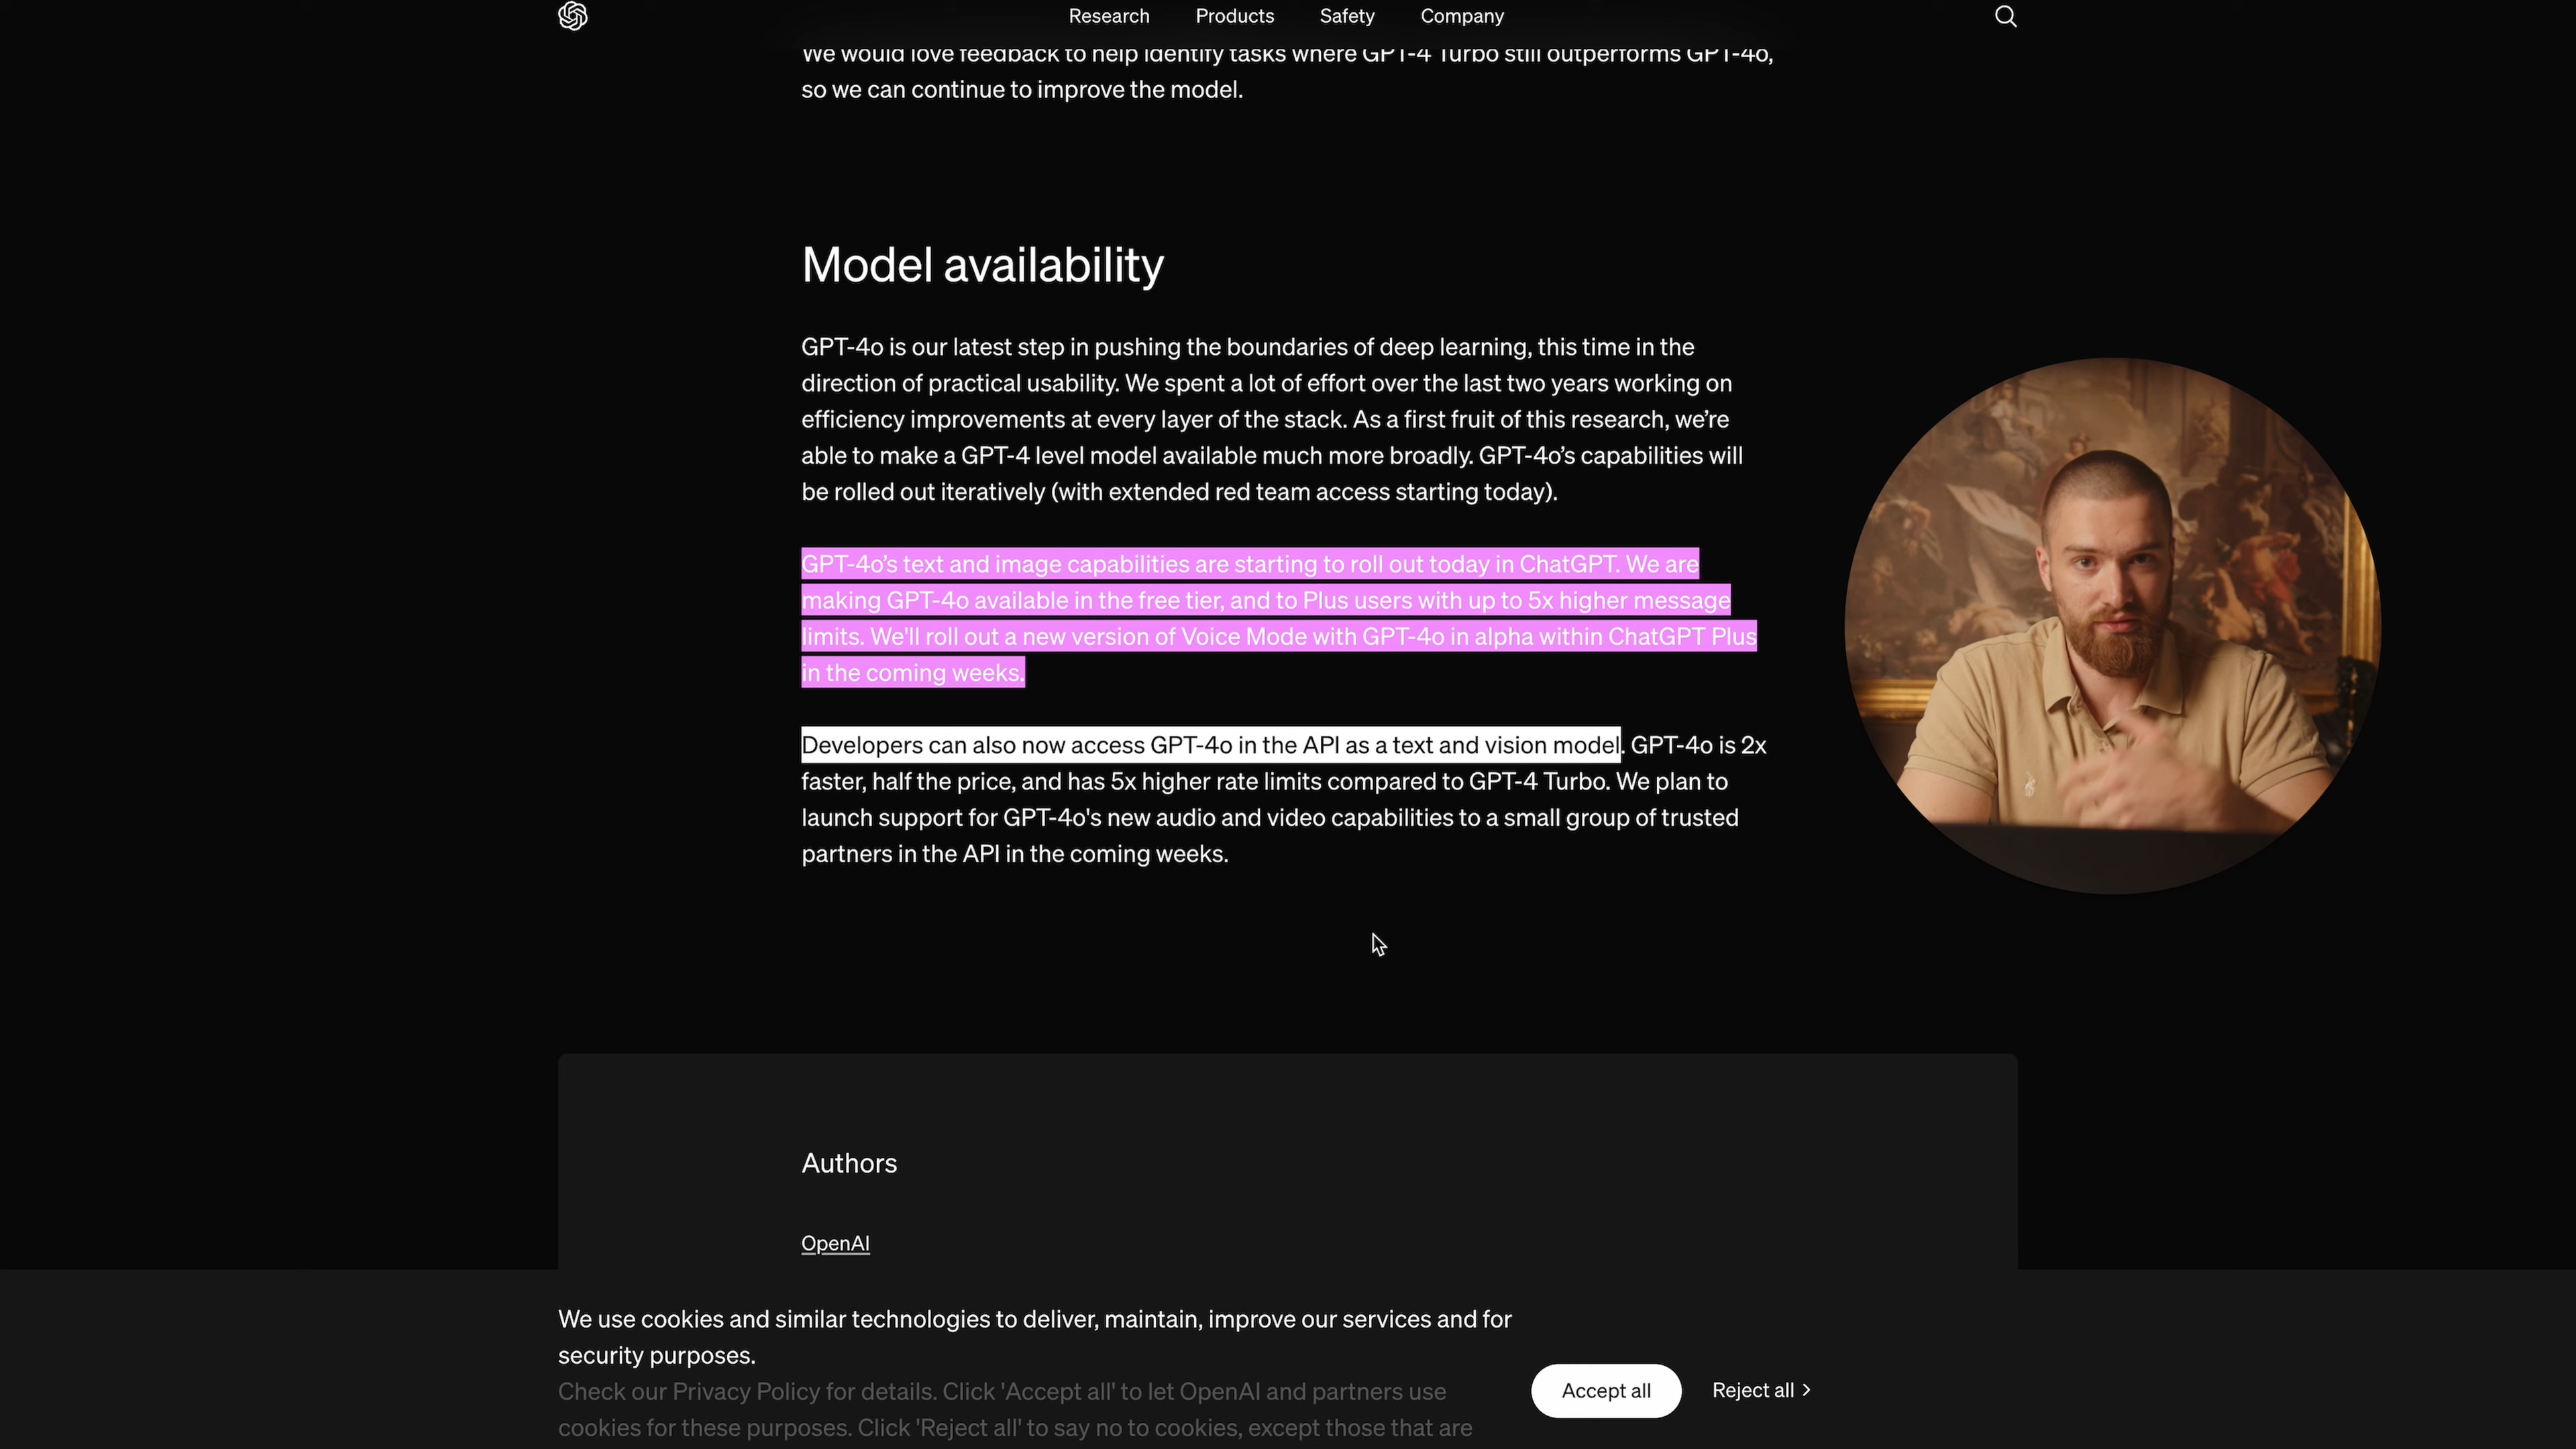 Research Products Safety Company
We would love feedback to help identify tasks where GPT-4 Turbo still outperforms GPT-4o,
so we can continue to improve the model.
Model availability
GPT-4o is our latest step in pushing the boundaries of deep learning, this time in the
direction of practical usability. We spent a lot of effort over the last two years working on
efficiency improvements at every layer of the stack. As a first fruit of this research, we’re
able to make a GPT-4 level model available much more broadly. GPT-4o’s capabilities will
be rolled out iteratively (with extended red team access starting today).
GPT-4o’s text and image capabilities are starting to roll out today in ChatGPT. We are
making GPT-4o available in the free tier, and to Plus users with up to 5x higher message
limits. We'll roll out a new version of Voice Mode with GPT-4o in alpha within ChatGPT Plus
in the coming weeks.
Developers can also now access GPT-4o in the API as a text and vision model. GPT-4o is 2x
faster, half the price, and has 5x higher rate limits compared to GPT-4 Turbo. We plan to
launch support for GPT-4o's new audio and video capabilities to a small group of trusted
partners in the API in the coming weeks.
Authors
OpenAI
We use cookies and similar technologies to deliver, maintain, improve our services and for
security purposes.
Check our Privacy Policy for details. Click 'Accept all' to let OpenAI and partners use
cookies for these purposes. Click 'Reject all' to say no to cookies, except those that are
Accept all
Reject all